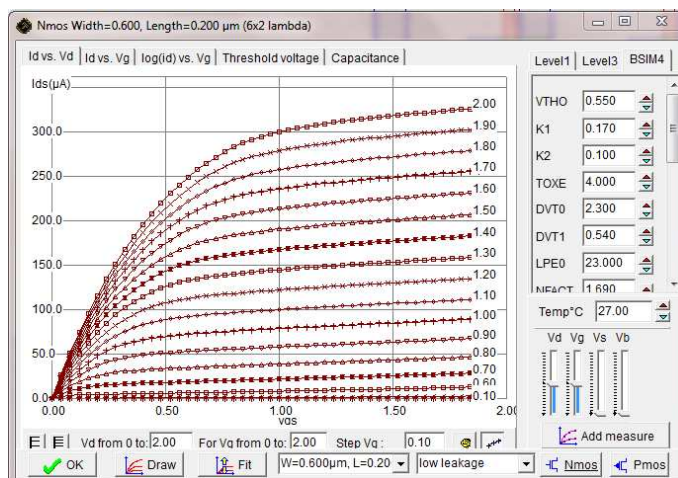 Nmos Width=0.600, Length=0.200 µm (6x2 lambda)
Id vs. Vd Id vs. Vg log(id) vs. Vg Threshold voltage Capacitance
Level1 Level3 BSIM4
Ids(µA)
2.00
300.0
1.90
1.80
250.0
1.70
1.60
200.0
1.50
1.40
150.0
1.30
1.20
100.0
1.10
1.00
50.0
0.90
0.80
0.70
0.60
0.0
0.10
0.00 0.50 1.00 1.50 2.00
VTHO 0.550
K1 0.170
K2 0.100
TOXE 4.000
DVT0 2.300
DVT1 0.540
LPE0 23.000
NFACT 1.690
Temp°C 27.00
Vd Vg Vs Vb
Add measure
Vd from 0 to: 2.00 For Vg from 0 to: 2.00 Step Vg : 0.10
OK Draw Fit W=0.600µm, L=0.20 low leakage Nmos Pmos